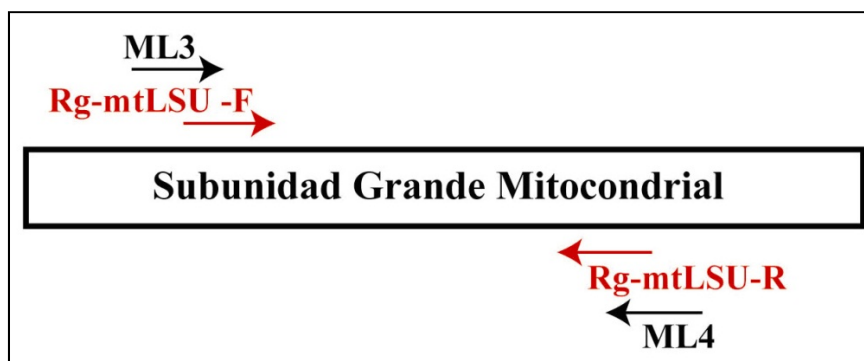 ML3
Rg-mtLSU -F
Subunidad Grande Mitocondrial
Rg-mtLSU-R
ML4